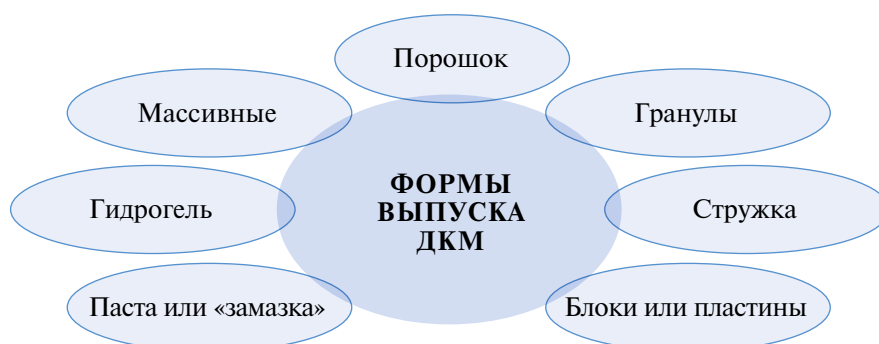 Порошок
Массивные
Гранулы
ФОРМЫ
ВЫПУСКА
ДКМ
Гидрогель
Стружка
Паста или «замазка»
Блоки или пластины